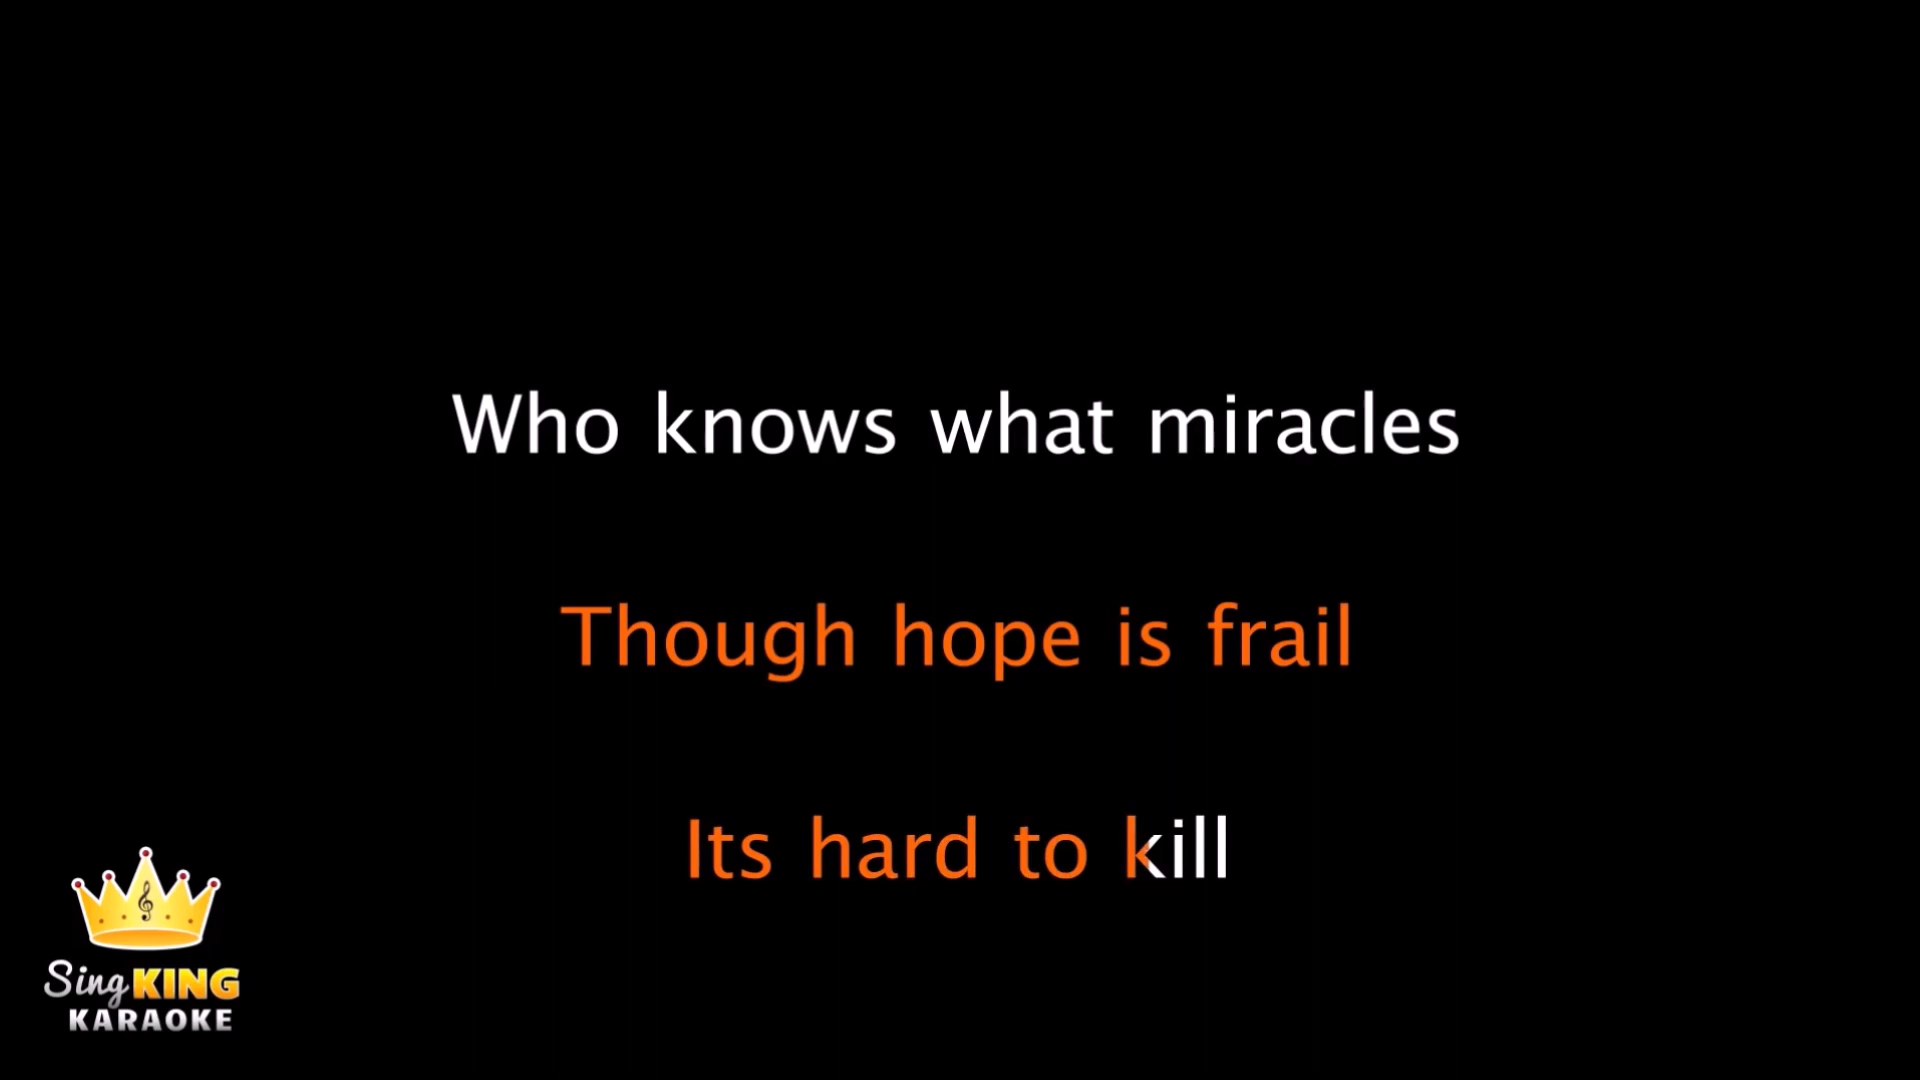 Who knows what miracles
Though hope is frail
Its hard to kill
Sing KING
KARAOKE